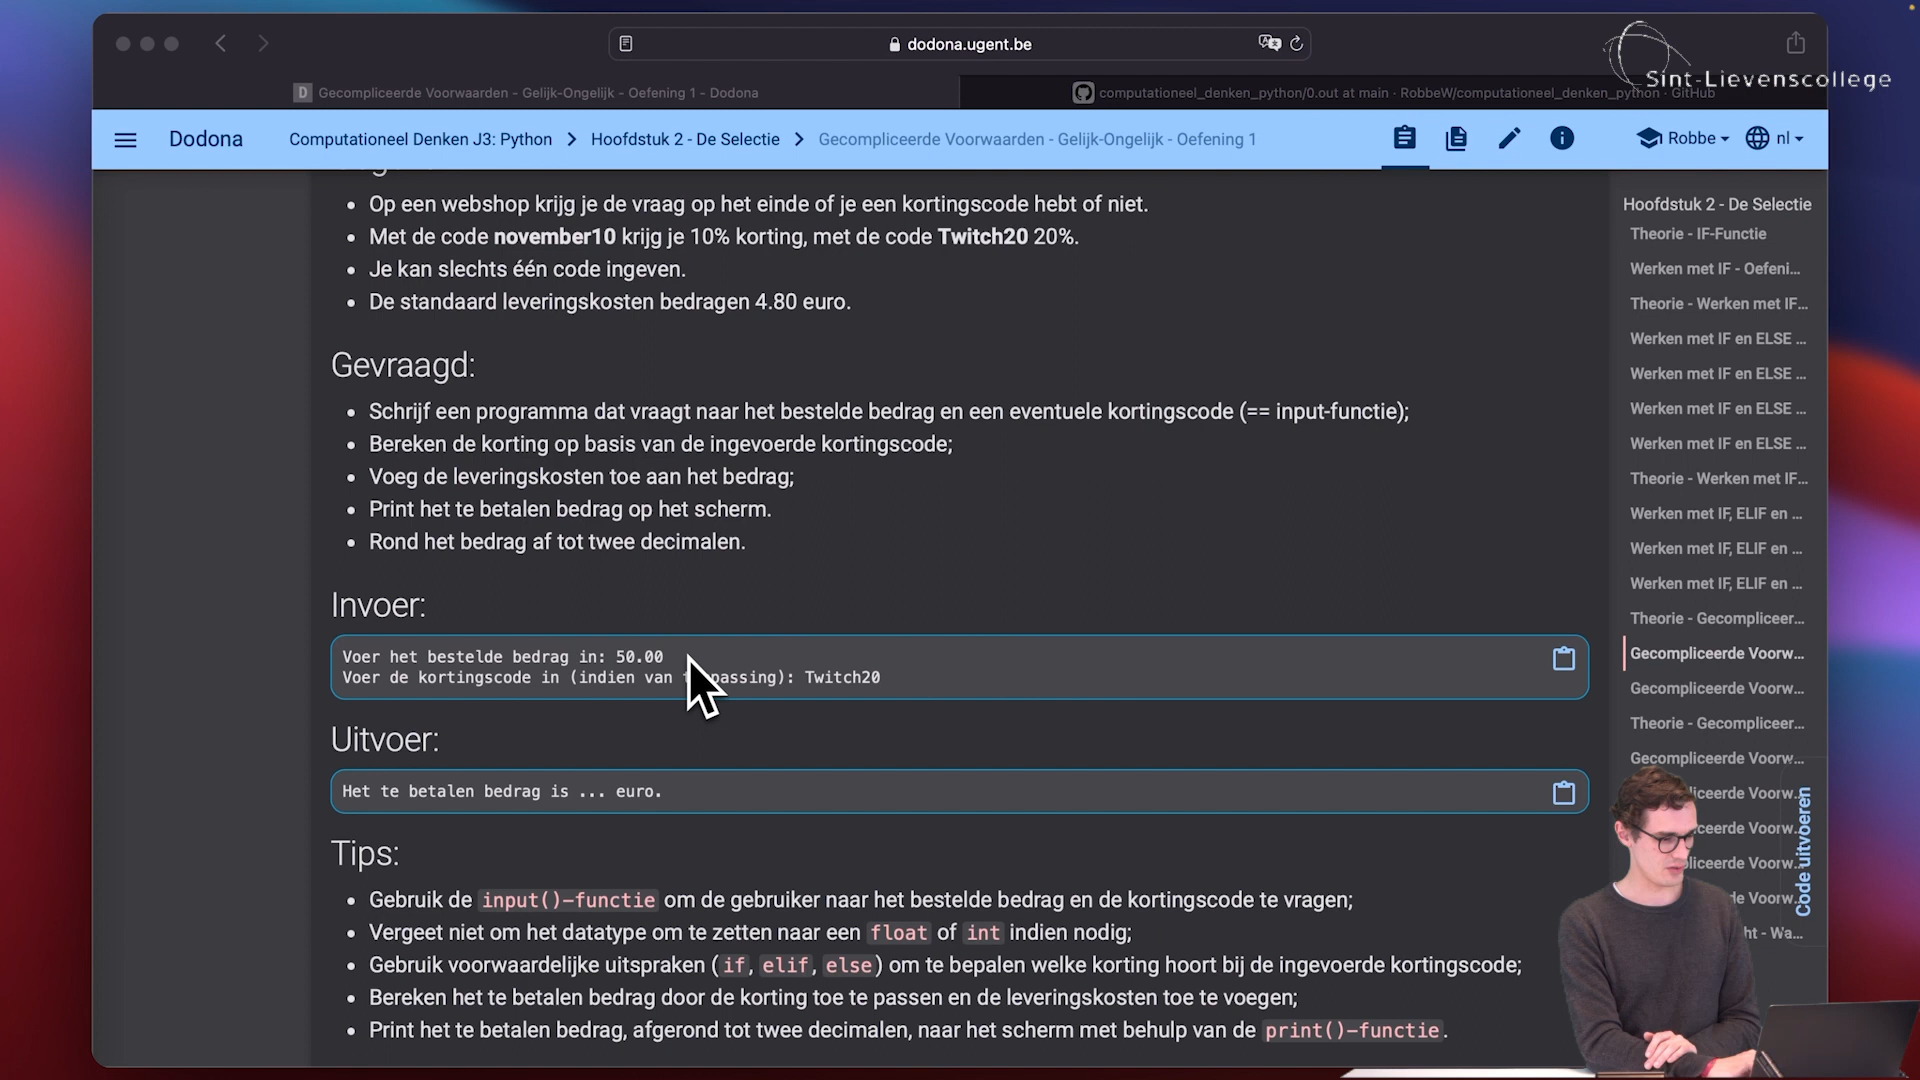 dodona.ugent.be
Sint-Lievenscollege
D Gecompliceerde Voorwaarden - Gelijk-Ongelijk - Oefening 1 - Dodona
computationeel_denken_python/0.out at main · RobbeW/computationeel_denken_python · GitHub
Dodona
Computationeel Denken J3: Python > Hoofdstuk 2 - De Selectie > Gecompliceerde Voorwaarden - Gelijk-Ongelijk - Oefening 1
Robbe
nl
• Op een webshop krijg je de vraag op het einde of je een kortingscode hebt of niet.
• Met de code november10 krijg je 10% korting, met de code Twitch20 20%.
• Je kan slechts één code ingeven.
• De standaard leveringskosten bedragen 4.80 euro.
Gevraagd:
• Schrijf een programma dat vraagt naar het bestelde bedrag en een eventuele kortingscode (== input-functie);
• Bereken de korting op basis van de ingevoerde kortingscode;
• Voeg de leveringskosten toe aan het bedrag;
• Print het te betalen bedrag op het scherm.
• Rond het bedrag af tot twee decimalen.
Invoer:
Voer het bestelde bedrag in: 50.00
Voer de kortingscode in (indien van passing): Twitch20
Uitvoer:
Het te betalen bedrag is ... euro.
Tips:
• Gebruik de input()-functie om de gebruiker naar het bestelde bedrag en de kortingscode te vragen;
• Vergeet niet om het datatype om te zetten naar een float of int indien nodig;
• Gebruik voorwaardelijke uitspraken (if, elif, else) om te bepalen welke korting hoort bij de ingevoerde kortingscode;
• Bereken het te betalen bedrag door de korting toe te passen en de leveringskosten toe te voegen;
• Print het te betalen bedrag, afgerond tot twee decimalen, naar het scherm met behulp van de print()-functie.
Hoofdstuk 2 - De Selectie
Theorie - IF-Functie
Werken met IF - Oefeni...
Theorie - Werken met IF...
Werken met IF en ELSE ...
Werken met IF en ELSE ...
Werken met IF en ELSE ...
Werken met IF en ELSE ...
Theorie - Werken met IF...
Werken met IF, ELIF en ...
Werken met IF, ELIF en ...
Werken met IF, ELIF en ...
Theorie - Gecompliceer...
Gecompliceerde Voorw...
Gecompliceerde Voorw...
Theorie - Gecompliceer...
Gecompliceerde Voorw...
liceerde Voorw...
ceerde Voorw...
pliceerde Voorw...
de Voorw...
ht - Wa...
Code uitvoeren